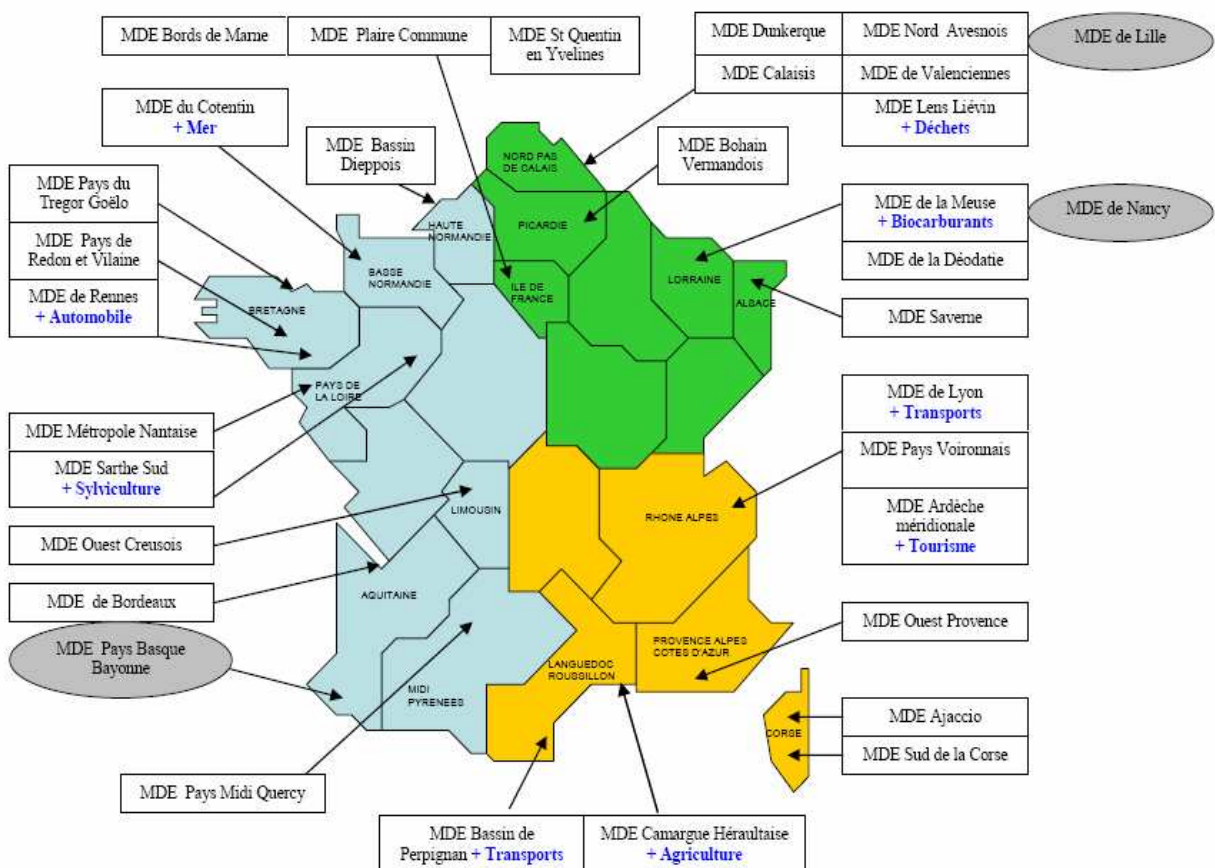 MDE Bords de Marne
MDE Plaire Commune
MDE St Quentin
en Yvelines
MDE Dunkerque
MDE Nord Avesnois
MDE de Lille
MDE Calaisis
MDE de Valenciennes
MDE Lens Liévin
+ Déchets
MDE du Cotentin
+ Mer
MDE Bassin
Dieppois
MDE Bohain
Vermandois
MDE Pays du
Tregor Goëlo
MDE Pays de
Redon et Vilaine
MDE de Rennes
+ Automobile
MDE de la Meuse
+ Biocarburants
MDE de Nancy
MDE de la Déodatie
MDE Saverne
NORD PAS
DE CALAIS
HAUTE
NORMANDIE
PICARDIE
BASSE
NORMANDIE
ILE DE
FRANCE
LORRAINE
ALSACE
BRETAGNE
PAYS DE
LA LOIRE
MDE Métropole Nantaise
MDE Sarthe Sud
+ Sylviculture
MDE de Lyon
+ Transports
MDE Pays Voironnais
MDE Ardèche
méridionale
+ Tourisme
LIMOUSIN
RHONE ALPES
MDE Ouest Creusois
MDE de Bordeaux
MDE Pays Basque
Bayonne
AQUITAINE
MDE Ouest Provence
PROVENCE ALPES
COTES D'AZUR
LANGUEDOC
ROUSSILLON
MIDI
PYRENEES
CORSE
MDE Ajaccio
MDE Sud de la Corse
MDE Pays Midi Quercy
MDE Bassin de
Perpignan + Transports
MDE Camargue Héraultaise
+ Agriculture